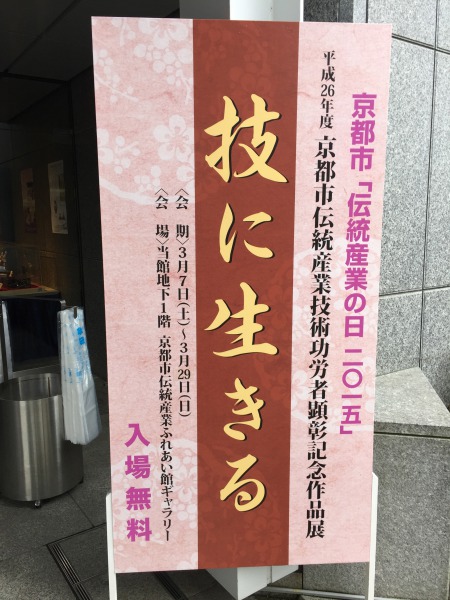 京都市「伝統産業の日 二〇一五」
平成26年度 京都市伝統産業技術功労者顕彰記念作品展
技に生きる
〈会 期〉3月7日(土)～3月29日(日)
〈会 場〉当館地下1階 京都市伝統産業ふれあい館ギャラリー
入場無料